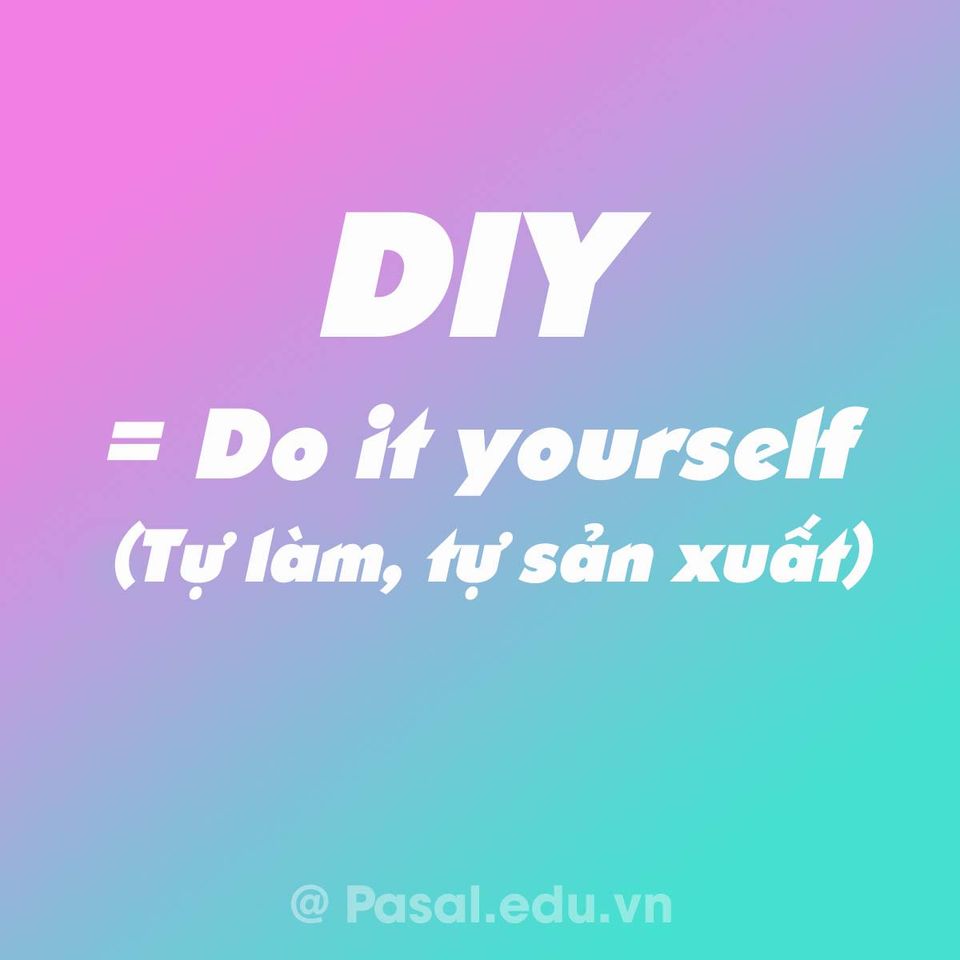 DIY
= Do it yourself
(Tự làm, tự sản xuất)
@ Pasal.edu.vn